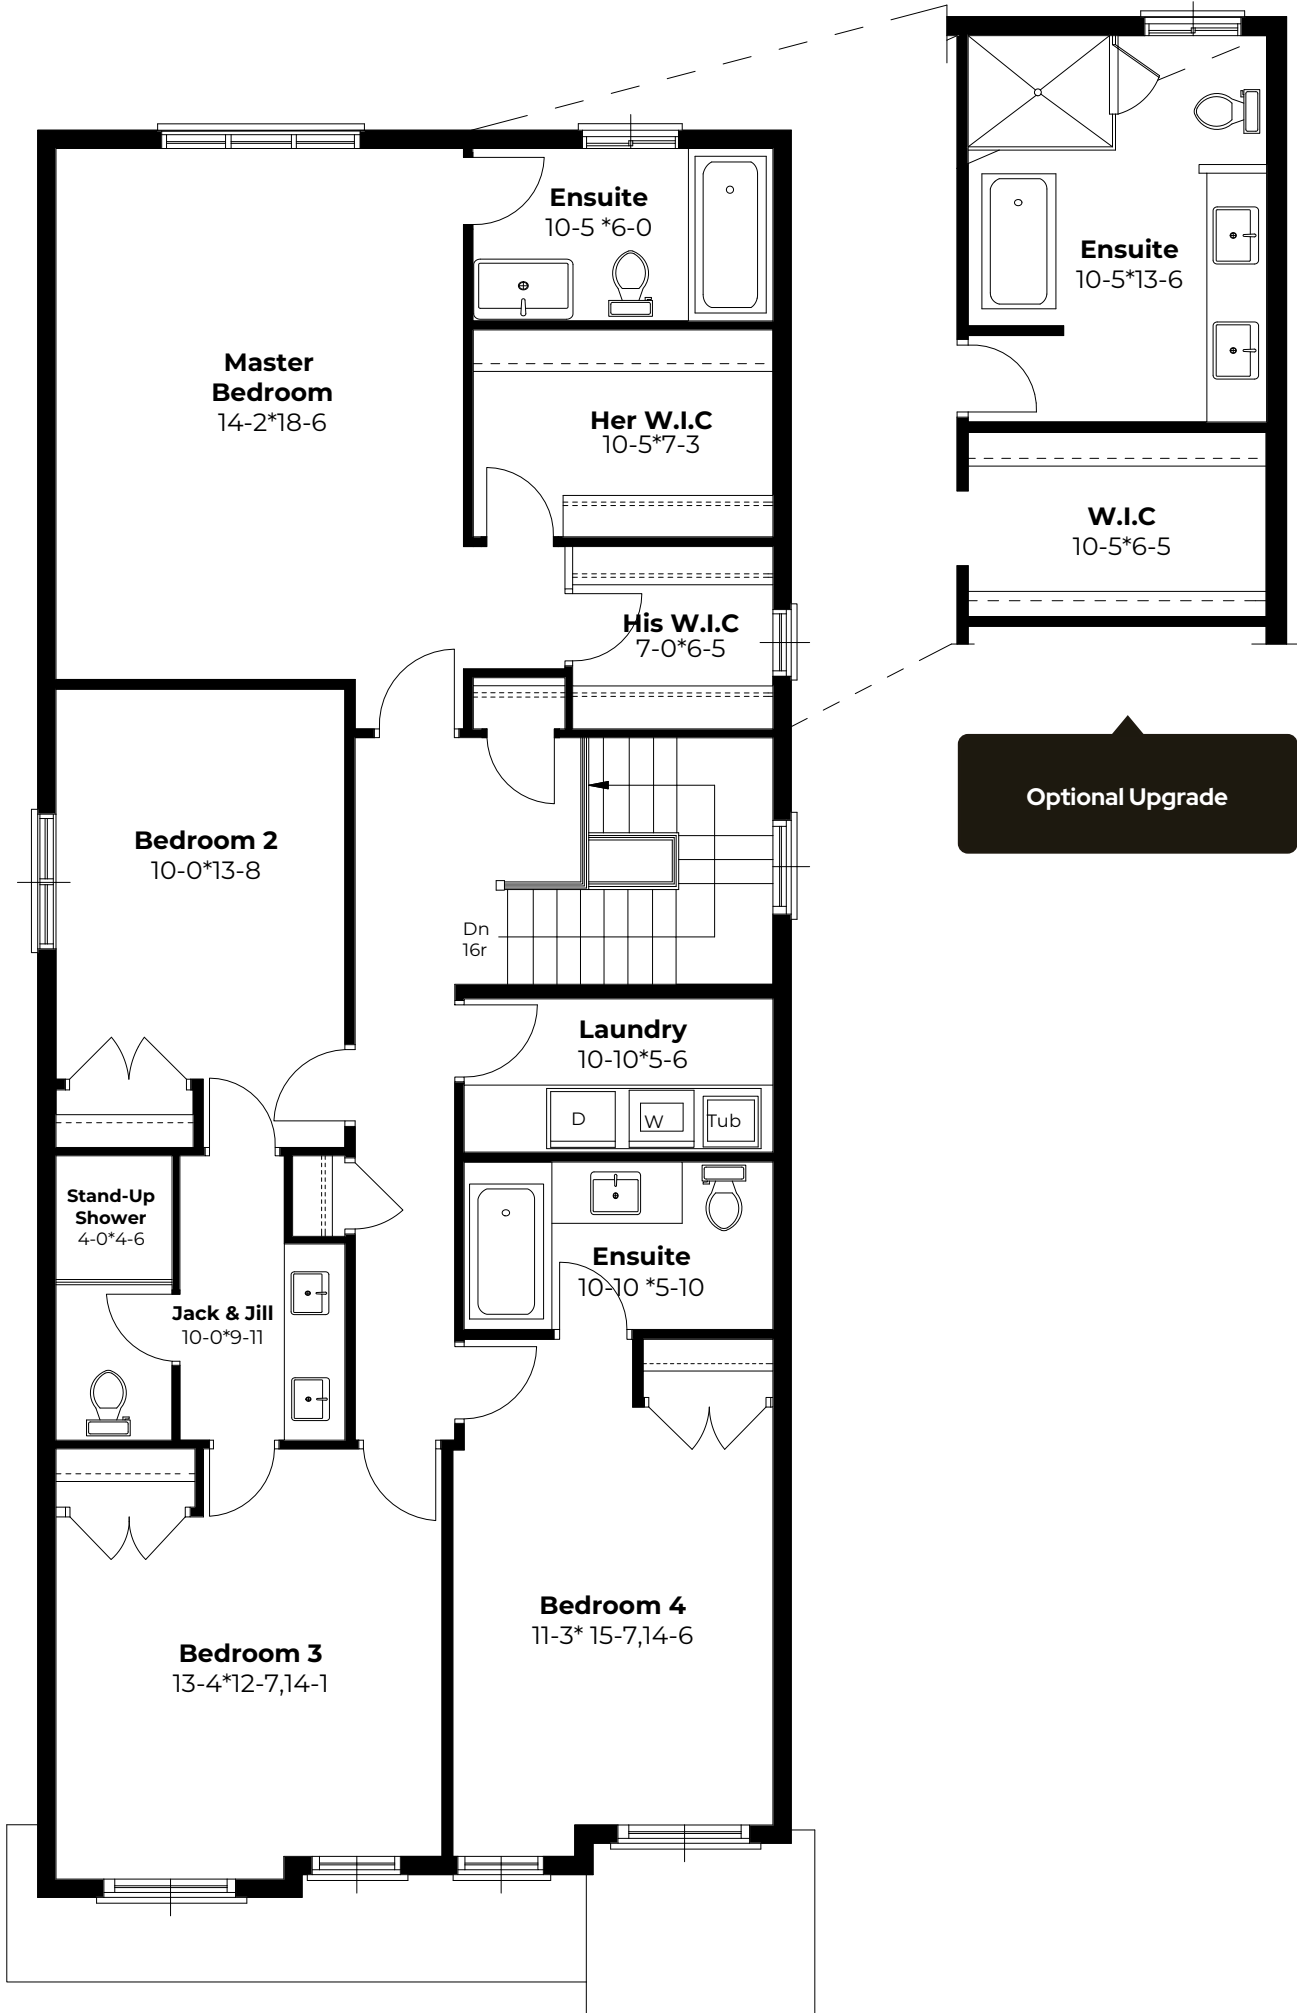 Ensuite
10-5 *6-0
Master
Bedroom
14-2*18-6
Her W.I.C
10-5*7-3
His W.I.C
7-0*6-5
Ensuite
10-5*13-6
W.I.C
10-5*6-5
Optional Upgrade
Bedroom 2
10-0*13-8
Dn
16r
Laundry
10-10*5-6
D
W
Tub
Stand-Up
Shower
4-0*4-6
Ensuite
10-10 *5-10
Jack & Jill
10-0*9-11
Bedroom 4
11-3* 15-7,14-6
Bedroom 3
13-4*12-7,14-1